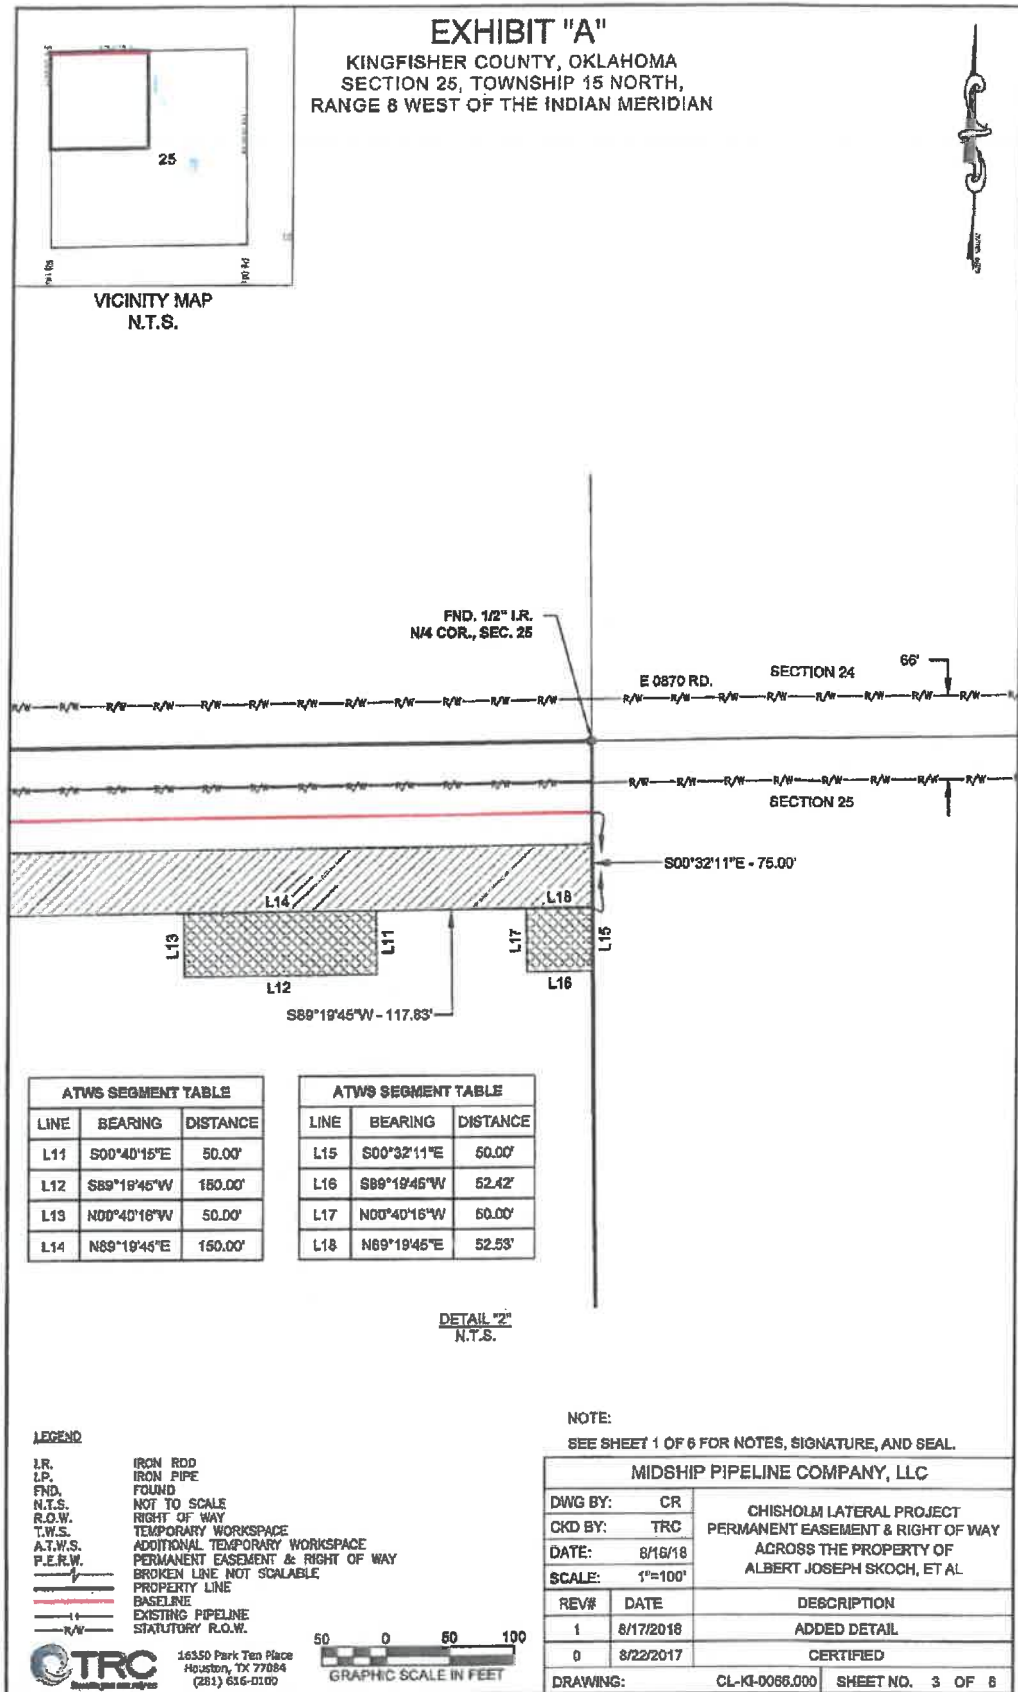 EXHIBIT "A"
KINGFISHER COUNTY, OKLAHOMA
SECTION 25, TOWNSHIP 15 NORTH,
RANGE 8 WEST OF THE INDIAN MERIDIAN
25
VICINITY MAP
N.T.S.
FND. 1/2" I.R.
N/4 COR., SEC. 25
E 0870 RD.
SECTION 24
66'
R/W R/W R/W R/W R/W R/W R/W R/W R/W R/W R/W R/W R/W R/W R/W R/W R/W R/W R/W R/W
R/W R/W R/W R/W R/W R/W R/W R/W R/W R/W R/W R/W R/W R/W R/W R/W R/W R/W R/W R/W
SECTION 25
S00°32'11"E - 75.00'
L14
L18
L13
L11
L17
L15
L12
L16
S89°19'45"W - 117.83'
ATWS SEGMENT TABLE
LINE BEARING DISTANCE
L11 S00°40'15"E 50.00'
L12 S89°19'45"W 150.00'
L13 N00°40'16"W 50.00'
L14 N89°19'45"E 150.00'
ATWS SEGMENT TABLE
LINE BEARING DISTANCE
L15 S00°32'11"E 50.00'
L16 S89°19'45"W 52.42'
L17 N00°40'16"W 50.00'
L18 N89°19'45"E 52.53'
DETAIL "2"
N.T.S.
LEGEND
I.R. IRON ROD
I.P. IRON PIPE
FND. FOUND
N.T.S. NOT TO SCALE
R.O.W. RIGHT OF WAY
T.W.S. TEMPORARY WORKSPACE
A.T.W.S. ADDITIONAL TEMPORARY WORKSPACE
P.E.R.W. PERMANENT EASEMENT & RIGHT OF WAY
BROKEN LINE NOT SCALABLE
PROPERTY LINE
BASELINE
EXISTING PIPELINE
R/W STATUTORY R.O.W.
TRC
16350 Park Ten Place
Houston, TX 77084
(281) 616-0100
50 0 50 100
GRAPHIC SCALE IN FEET
NOTE:
SEE SHEET 1 OF 6 FOR NOTES, SIGNATURE, AND SEAL.
MIDSHIP PIPELINE COMPANY, LLC
DWG BY: CR
CKD BY: TRC
DATE: 8/16/18
SCALE: 1"=100'
CHISHOLM LATERAL PROJECT
PERMANENT EASEMENT & RIGHT OF WAY
ACROSS THE PROPERTY OF
ALBERT JOSEPH SKOCH, ET AL
REV# DATE DESCRIPTION
1 8/17/2018 ADDED DETAIL
0 8/22/2017 CERTIFIED
DRAWING: CL-KI-0066.000 SHEET NO. 3 OF 6